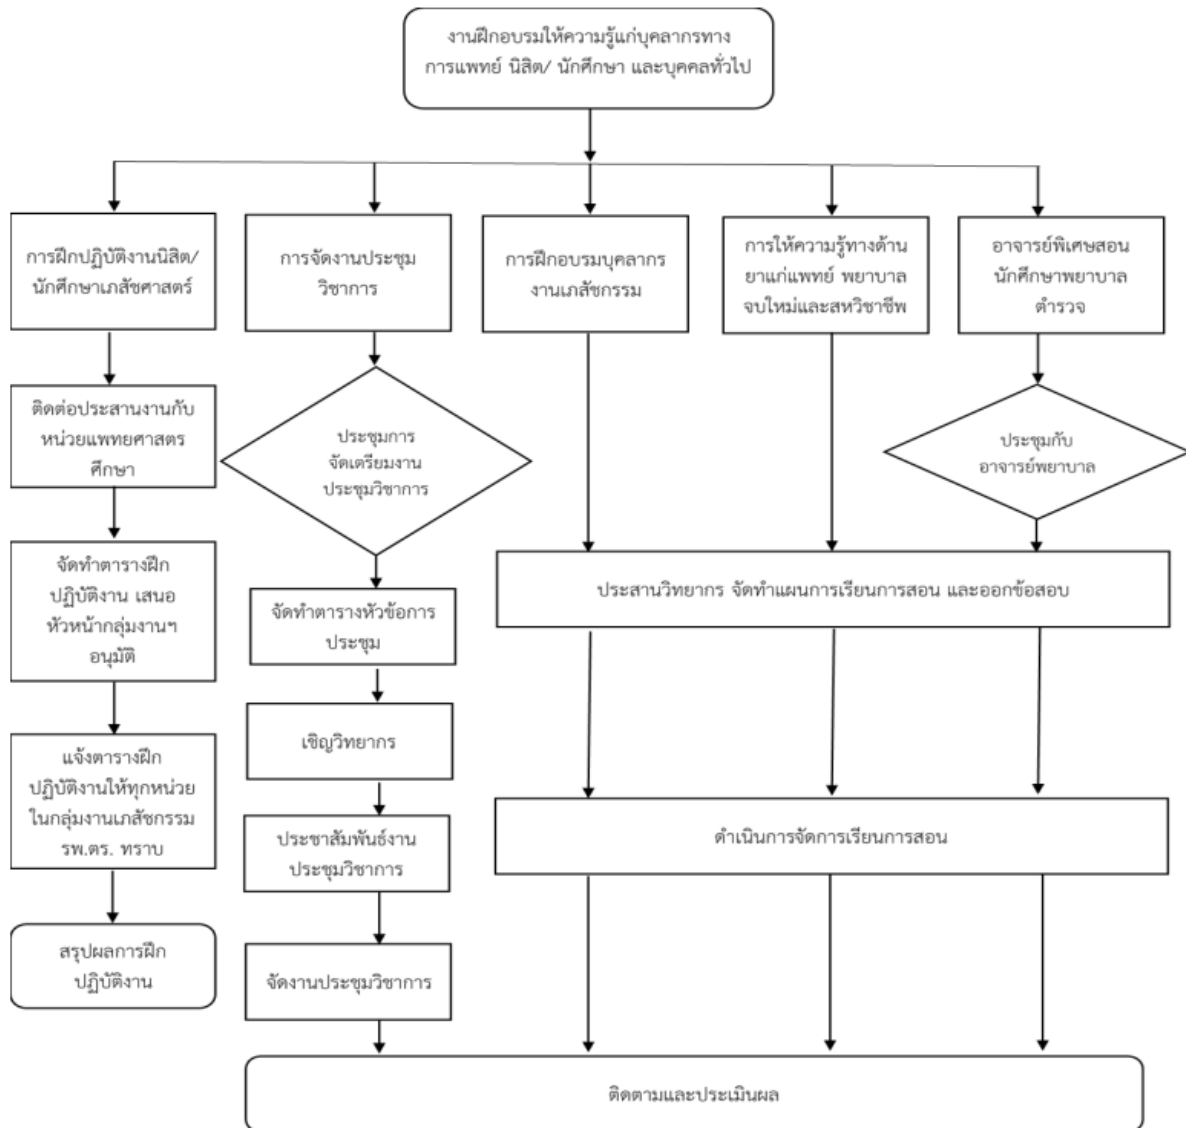 งานฝึกอบรมให้ความรู้แก่บุคลากรทาง
การแพทย์ นิสิต/ นักศึกษา และบุคคลทั่วไป
การฝึกปฏิบัติงานนิสิต/
นักศึกษาเภสัชศาสตร์
การจัดงานประชุม
วิชาการ
การฝึกอบรมบุคลากร
งานเภสัชกรรม
การให้ความรู้ทางด้าน
ยาแก่แพทย์ พยาบาล
จบใหม่และสหวิชาชีพ
อาจารย์พิเศษสอน
นักศึกษาพยาบาล
ตำรวจ
ติดต่อประสานงานกับ
หน่วยแพทยศาสตร
ศึกษา
ประชุมการ
จัดเตรียมงาน
ประชุมวิชาการ
ประชุมกับ
อาจารย์พยาบาล
จัดทำตารางฝึก
ปฏิบัติงาน เสนอ
หัวหน้ากลุ่มงานฯ
อนุมัติ
จัดทำตารางหัวข้อการ
ประชุม
ประสานวิทยากร จัดทำแผนการเรียนการสอน และออกข้อสอบ
แจ้งตารางฝึก
ปฏิบัติงานให้ทุกหน่วย
ในกลุ่มงานเภสัชกรรม
รพ.ตร. ทราบ
เชิญวิทยากร
ประชาสัมพันธ์งาน
ประชุมวิชาการ
ดำเนินการจัดการเรียนการสอน
สรุปผลการฝึก
ปฏิบัติงาน
จัดงานประชุมวิชาการ
ติดตามและประเมินผล